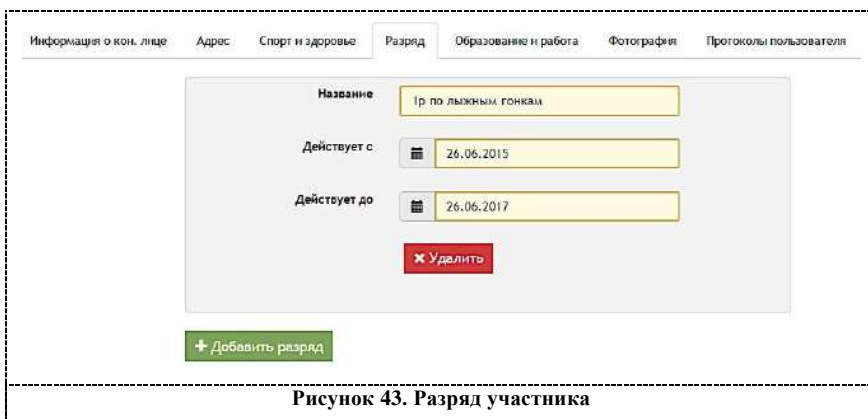 Информация о кон. лице Адрес Спорт и здоровье Разряд Образование и работа Фотография Протоколы пользователя
Название 1р по лыжным гонкам
Действует с 26.06.2015
Действует до 26.06.2017
Удалить
Добавить разряд
Рисунок 43. Разряд участника